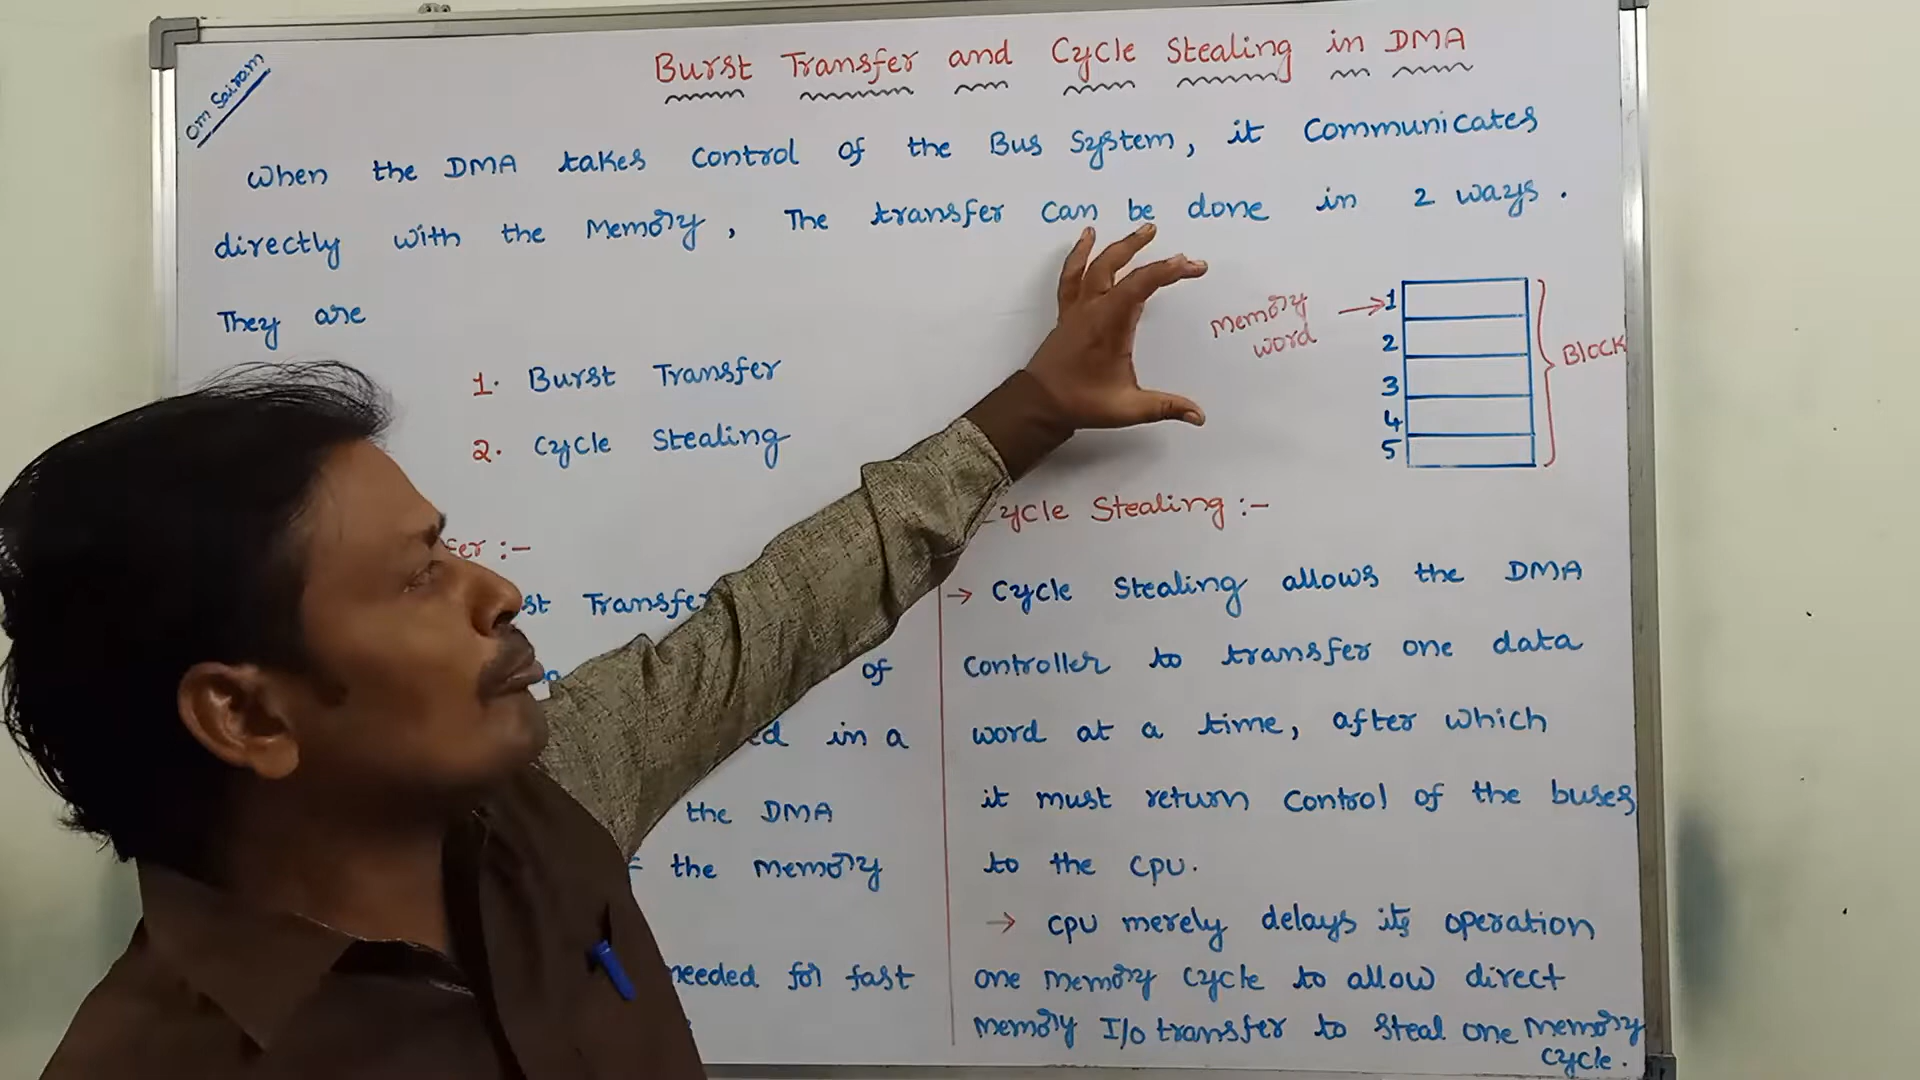 Om Sairam
Burst Transfer and Cycle Stealing in DMA
When the DMA takes control of the Bus System, it communicates
directly with the Memory, The transfer can be done in 2 ways.
They are
1. Burst Transfer
2. Cycle Stealing
Memory
word
1
2
3
4
5
BLOCK
fer :-
st Transfer
of
ed in a
the DMA
the memory
needed for fast
Cycle Stealing :-
→ Cycle Stealing allows the DMA
controller to transfer one data
word at a time, after which
it must return control of the buses
to the CPU.
→ CPU merely delays its operation
one memory cycle to allow direct
memory I/O transfer to steal one memory
cycle.